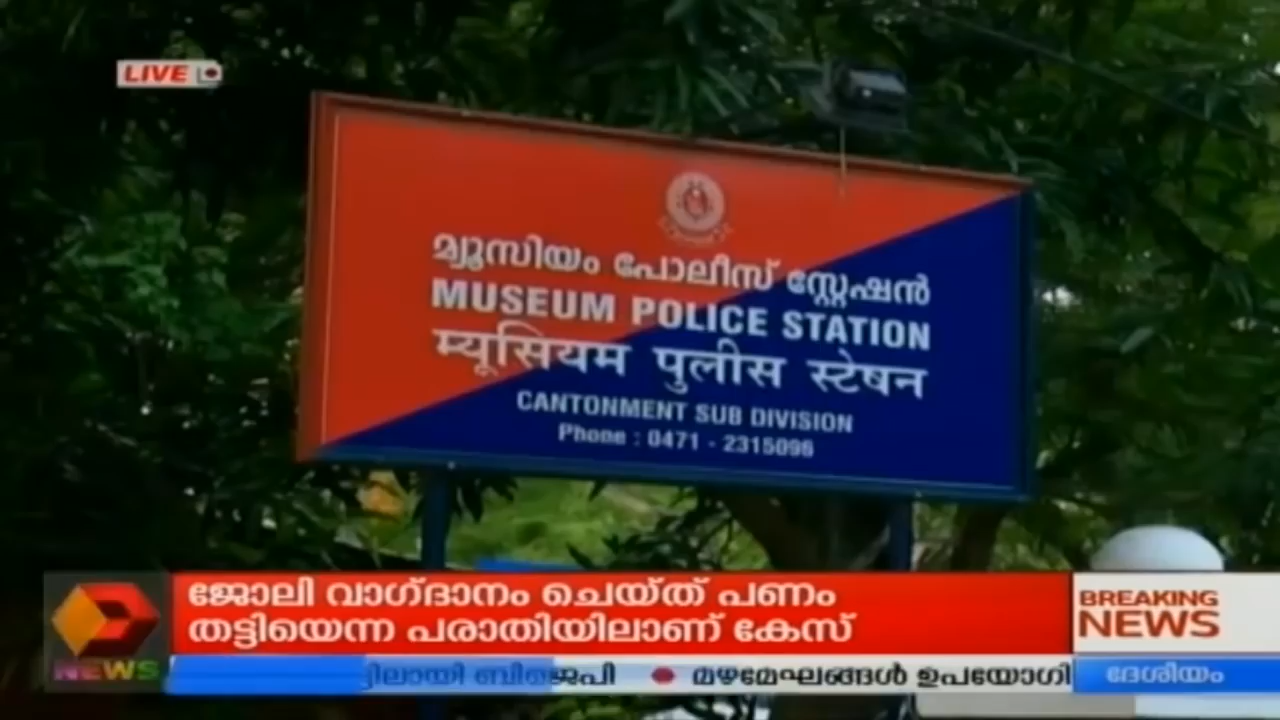 LIVE
മ്യൂസിയം പോലീസ് സ്റ്റേഷൻ
MUSEUM POLICE STATION
म्यूसियम पुलीस स्टेषन
CANTONMENT SUB DIVISION
Phone : 0471 - 2315096
ജോലി വാഗ്ദാനം ചെയ്ത് പണം
തട്ടിയെന്ന പരാതിയിലാണ് കേസ്
BREAKING
NEWS
NEWS
ബിജെപി • മഴമേഘങ്ങൾ ഉപയോഗി
ദേശീയം